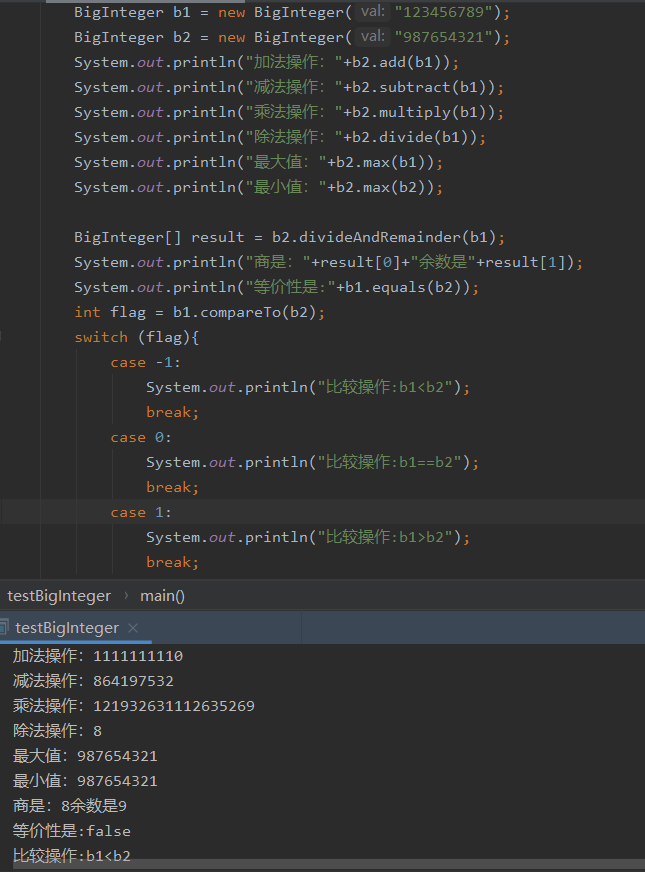 BigInteger b1 = new BigInteger( val: "123456789");
BigInteger b2 = new BigInteger( val: "987654321");
System.out.println("加法操作："+b2.add(b1));
System.out.println("减法操作："+b2.subtract(b1));
System.out.println("乘法操作："+b2.multiply(b1));
System.out.println("除法操作："+b2.divide(b1));
System.out.println("最大值："+b2.max(b1));
System.out.println("最小值："+b2.max(b2));
BigInteger[] result = b2.divideAndRemainder(b1);
System.out.println("商是："+result[0]+"余数是"+result[1]);
System.out.println("等价性是:"+b1.equals(b2));
int flag = b1.compareTo(b2);
switch (flag){
case -1:
System.out.println("比较操作:b1<b2");
break;
case 0:
System.out.println("比较操作:b1==b2");
break;
case 1:
System.out.println("比较操作:b1>b2");
break;
testBigInteger › main()
testBigInteger ×
加法操作：1111111110
减法操作：864197532
乘法操作：121932631112635269
除法操作：8
最大值：987654321
最小值：987654321
商是：8余数是9
等价性是:false
比较操作:b1<b2